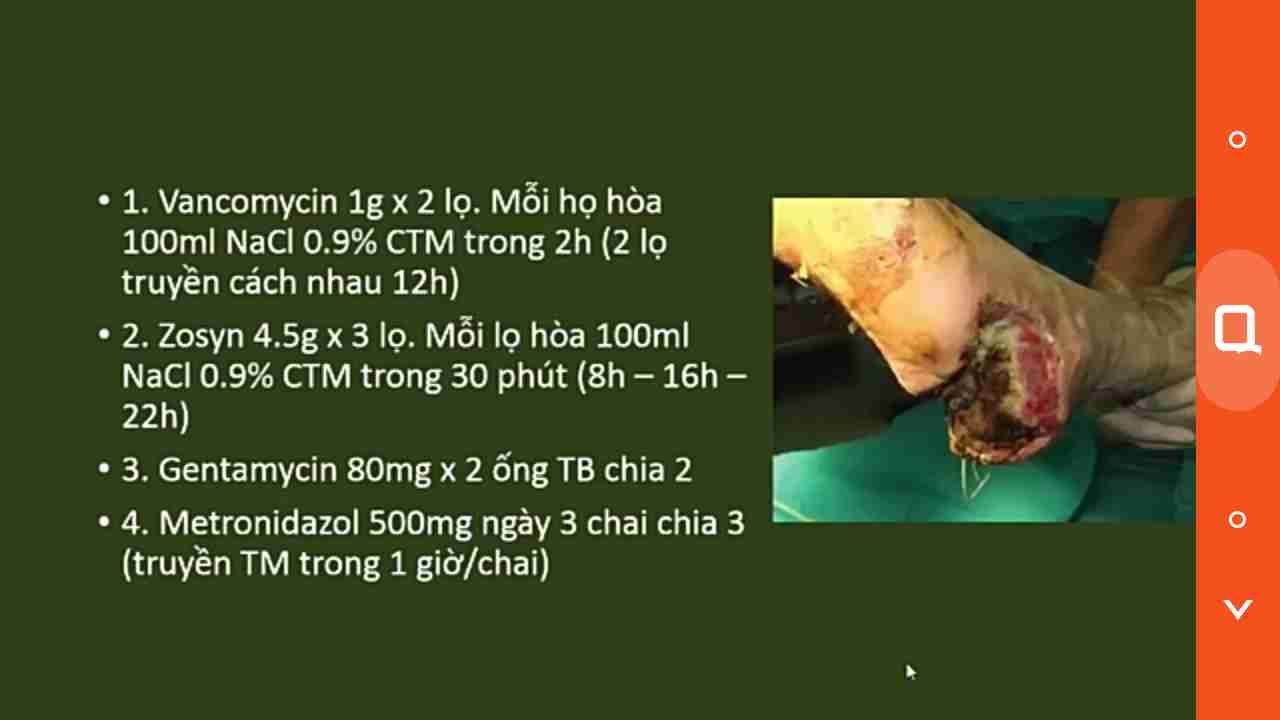 • 1. Vancomycin 1g x 2 lọ. Mỗi họ hòa
100ml NaCl 0.9% CTM trong 2h (2 lọ
truyền cách nhau 12h)
• 2. Zosyn 4.5g x 3 lọ. Mỗi lọ hòa 100ml
NaCl 0.9% CTM trong 30 phút (8h – 16h –
22h)
• 3. Gentamycin 80mg x 2 ống TB chia 2
• 4. Metronidazol 500mg ngày 3 chai chia 3
(truyền TM trong 1 giờ/chai)